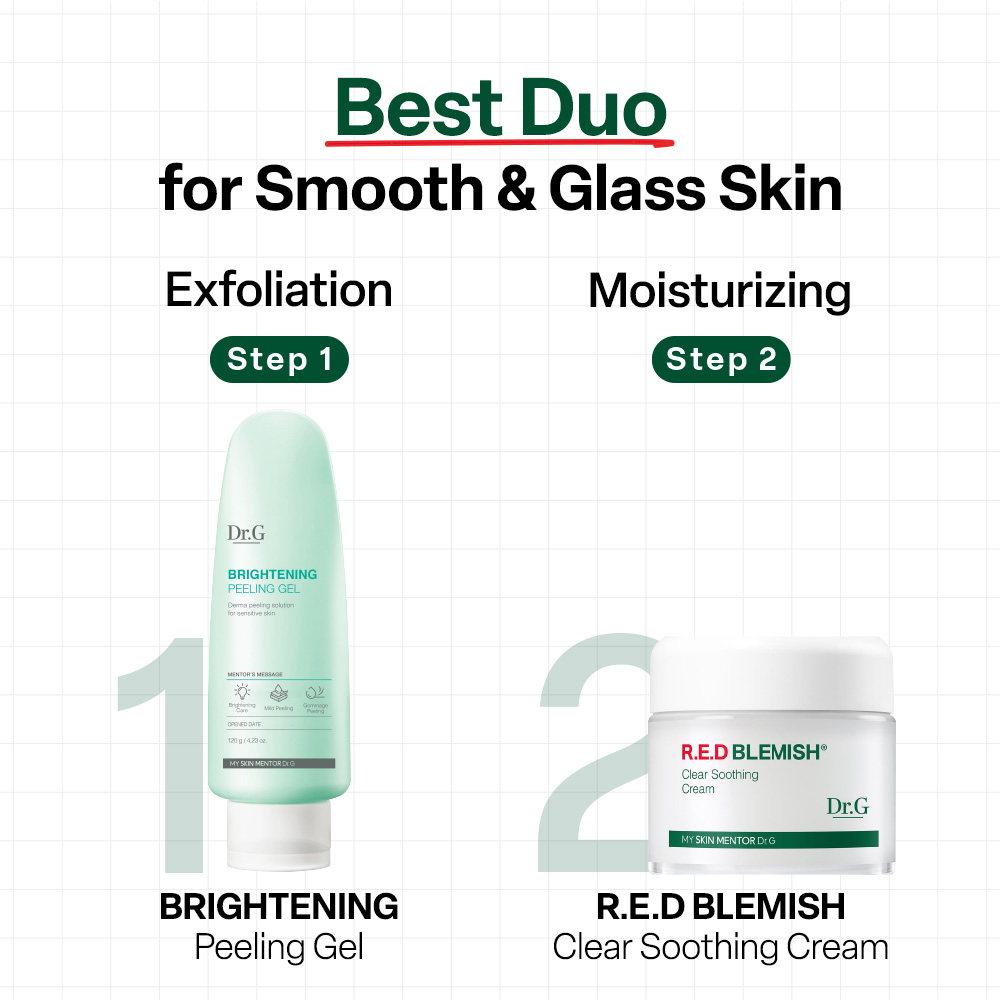 Best Duo
for Smooth & Glass Skin
Exfoliation
Step 1
Moisturizing
Step 2
1
Dr.G
BRIGHTENING
PEELING GEL
Derma peeling solution
for sensitive skin
MENTOR'S MESSAGE
Brightening
Care
Mild Peeling
Gommage
Peeling
OPENED DATE
120 g / 4.23 oz.
MY SKIN MENTOR Dr.G
2
R.E.D BLEMISH®
Clear Soothing
Cream
Dr.G
MY SKIN MENTOR Dr.G
BRIGHTENING
Peeling Gel
R.E.D BLEMISH
Clear Soothing Cream